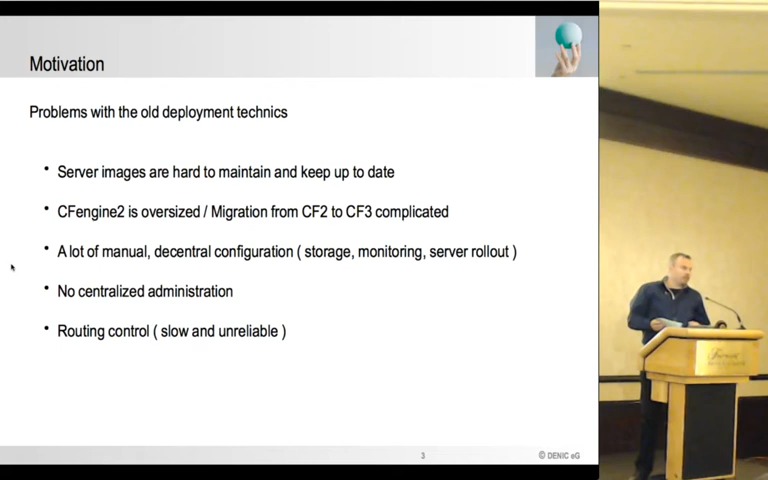 Motivation
Problems with the old deployment technics
• Server images are hard to maintain and keep up to date
• CFengine2 is oversized / Migration from CF2 to CF3 complicated
• A lot of manual, decentral configuration ( storage, monitoring, server rollout )
• No centralized administration
• Routing control ( slow and unreliable )
3
© DENIC eG
Fairmont